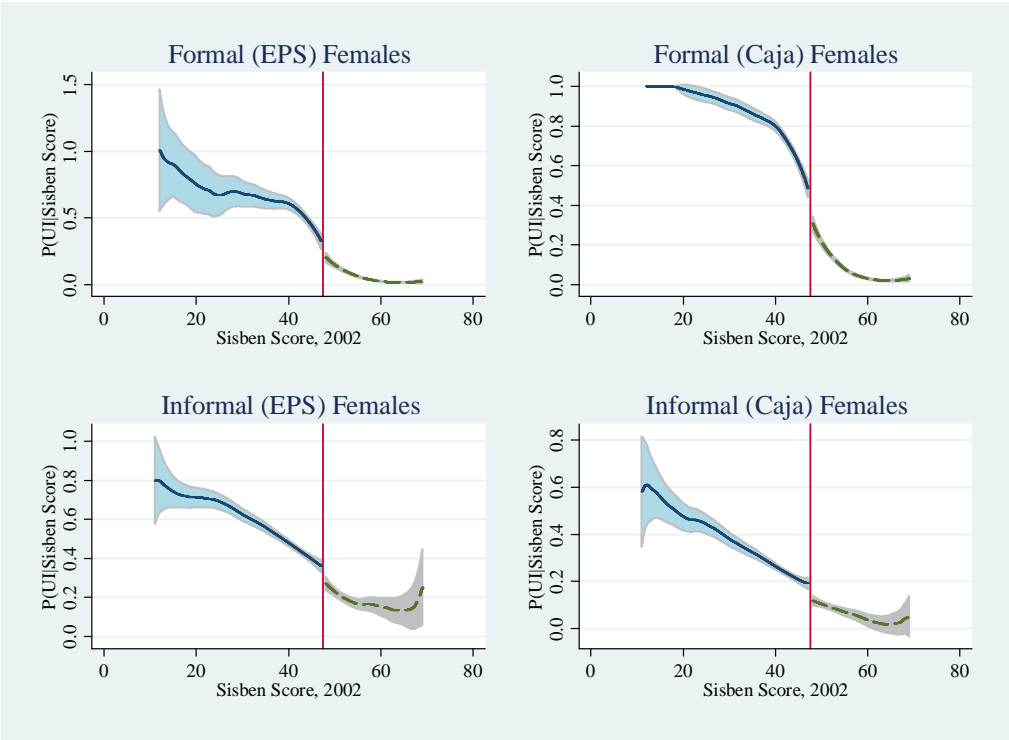 Formal (EPS) Females
P(UI|Sisben Score)
1.5
1.0
0.5
0.0
0 20 40 60 80
Sisben Score, 2002
Formal (Caja) Females
P(UI|Sisben Score)
1.0
0.8
0.6
0.4
0.2
0.0
0 20 40 60 80
Sisben Score, 2002
Informal (EPS) Females
P(UI|Sisben Score)
1.0
0.8
0.6
0.4
0.2
0.0
0 20 40 60 80
Sisben Score, 2002
Informal (Caja) Females
P(UI|Sisben Score)
0.8
0.6
0.4
0.2
0.0
0 20 40 60 80
Sisben Score, 2002